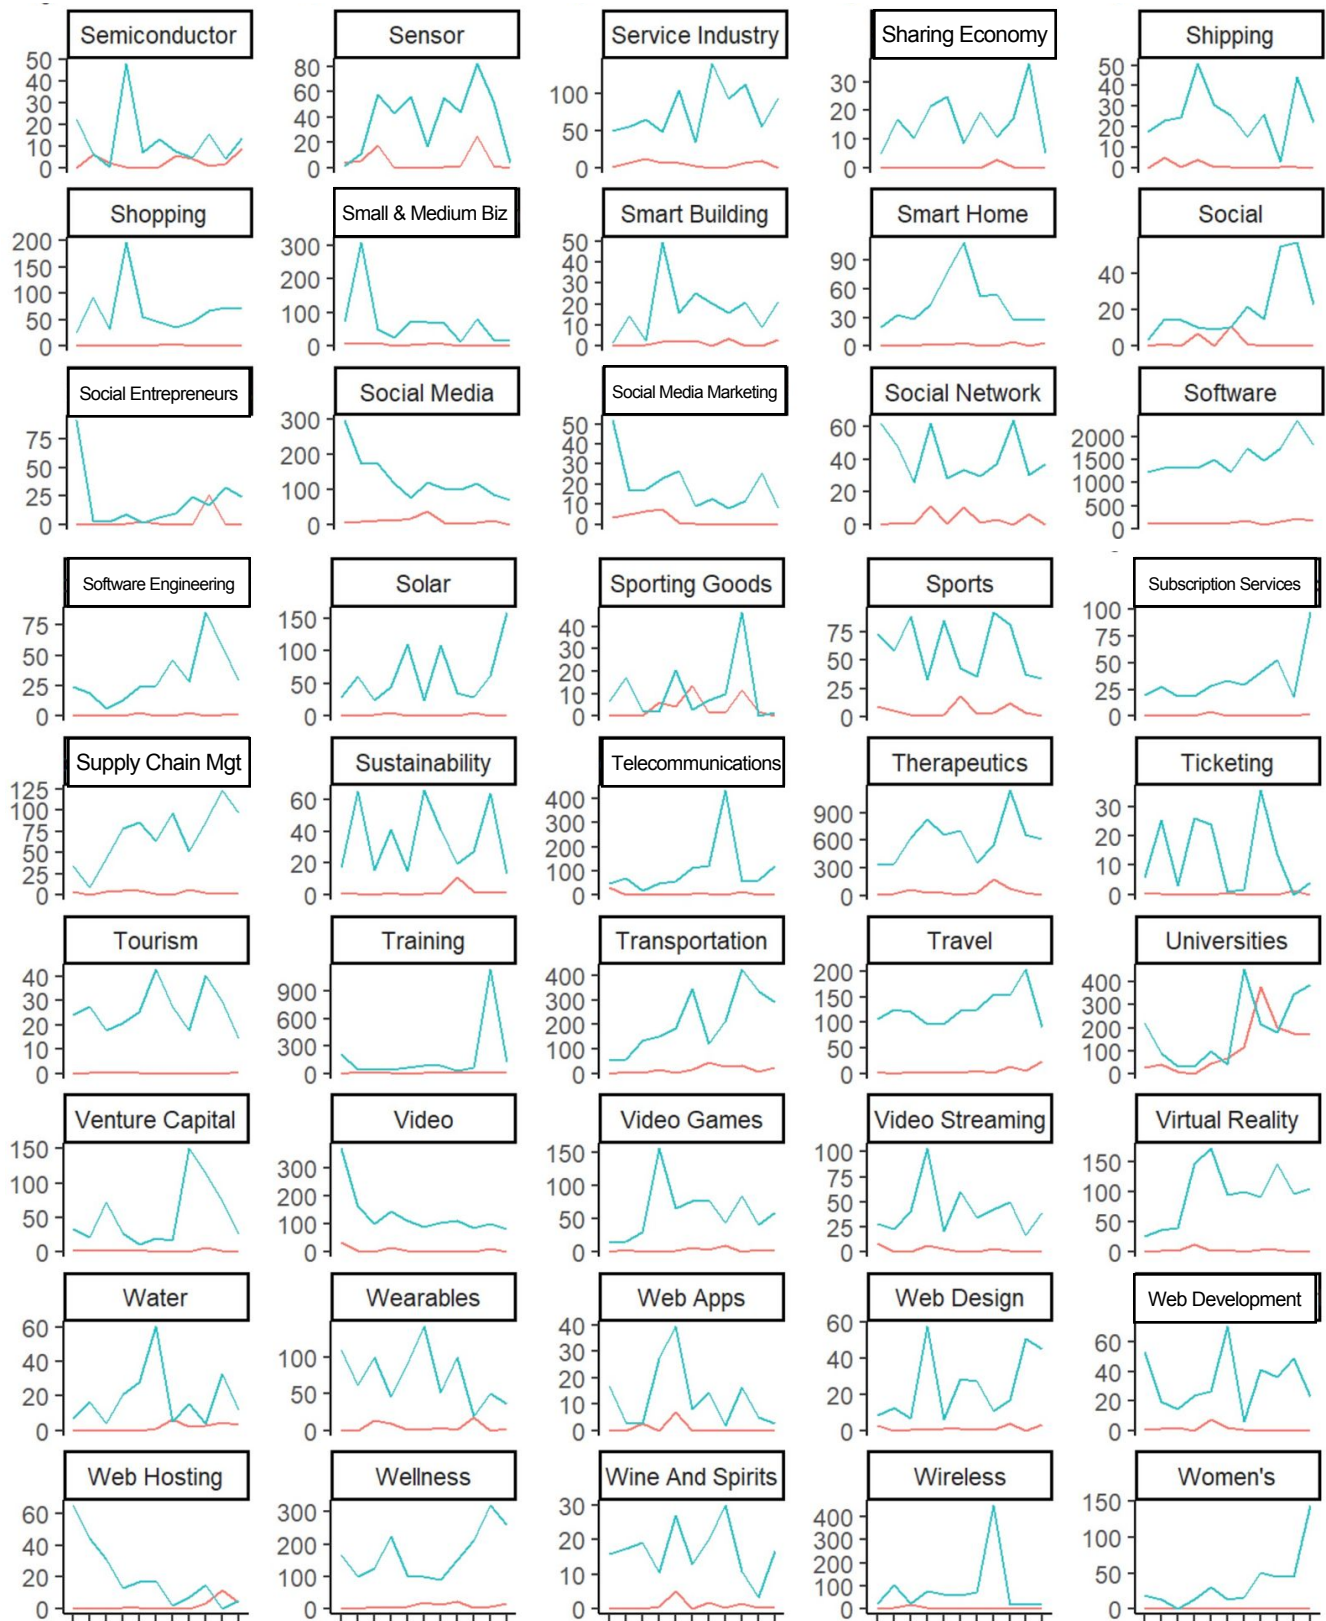 Semiconductor Sensor Service Industry Sharing Economy Shipping
50 80 100 30 50
40 60 50 20 40
30 40 0 10 30
20 20 0 20
10 0 10
0 0
Shopping Small & Medium Biz Smart Building Smart Home Social
200 300 50 90 40
150 200 40 60 20
100 100 30 30 0
50 0 20 0
0 10
0
Social Entrepreneurs Social Media Social Media Marketing Social Network Software
75 300 50 60 2000
50 200 40 40 1500
25 100 30 20 1000
0 0 20 0 500
10 0
0
Software Engineering Solar Sporting Goods Sports Subscription Services
75 150 40 75 100
50 100 30 50 75
25 50 20 25 50
0 0 10 0 25
0 0
Supply Chain Mgt Sustainability Telecommunications Therapeutics Ticketing
125 60 400 900 30
100 40 300 600 20
75 20 200 300 10
50 0 100 0 0
25 0
0
Tourism Training Transportation Travel Universities
40 900 400 200 400
30 600 300 150 300
20 300 200 100 200
10 0 100 50 100
0 0 0 0
Venture Capital Video Video Games Video Streaming Virtual Reality
150 300 150 100 150
100 200 100 75 100
50 100 50 50 50
0 0 0 25 0
0
Water Wearables Web Apps Web Design Web Development
60 100 40 60 60
40 50 30 40 40
20 0 20 20 20
0 10 0 0
0
Web Hosting Wellness Wine And Spirits Wireless Women's
60 300 30 400 150
40 200 20 300 100
20 100 10 200 50
0 0 0 100 0
0